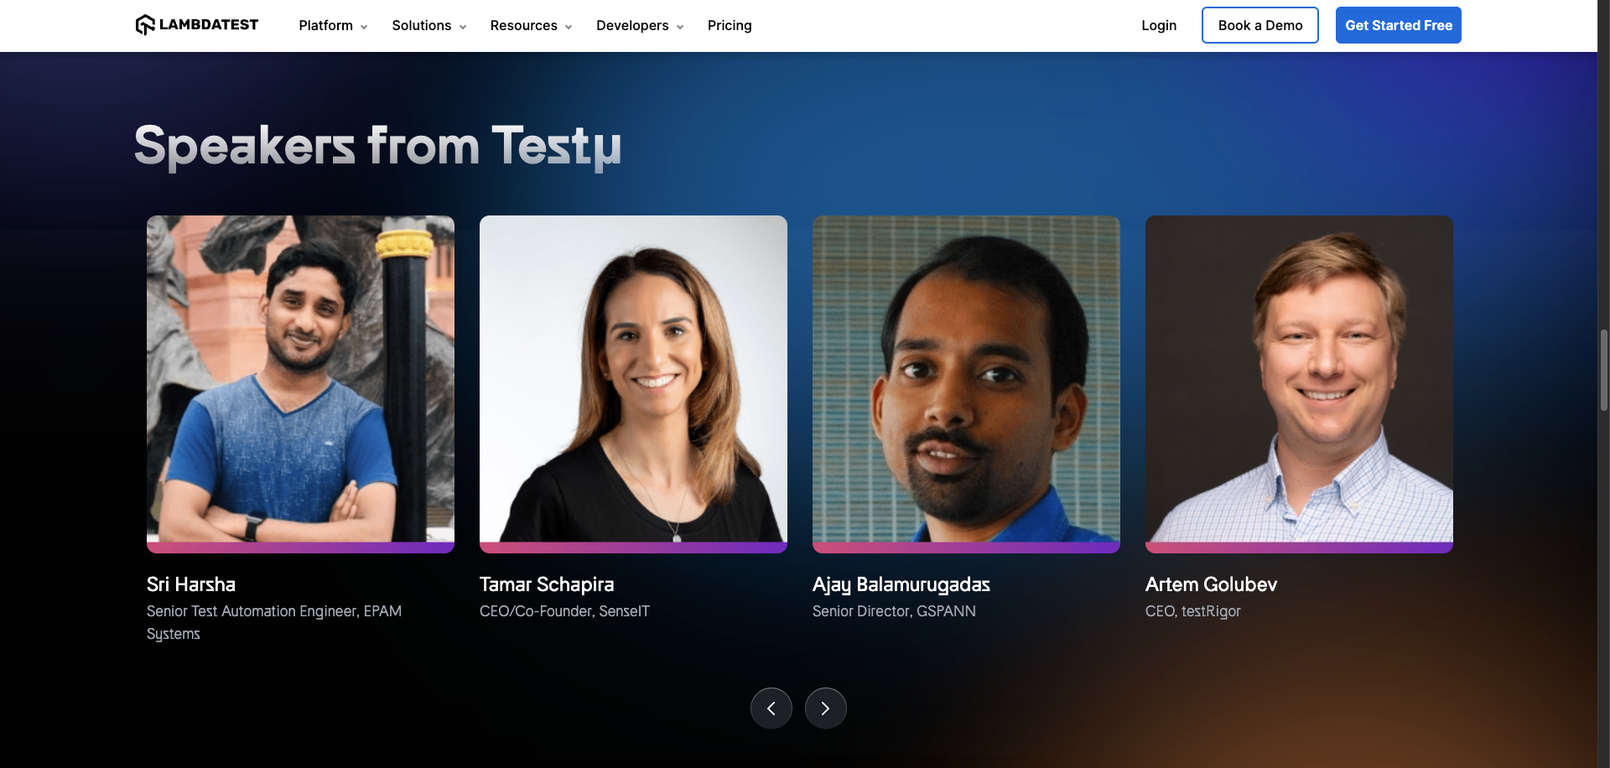 LAMBDATEST
Platform
Solutions
Resources
Developers
Pricing
Login
Book a Demo
Get Started Free
Speakers from Testμ
Sri Harsha
Senior Test Automation Engineer, EPAM
Systems
Tamar Schapira
CEO/Co-Founder, SenseIT
Ajay Balamurugadas
Senior Director, GSPANN
Artem Golubev
CEO, testRigor